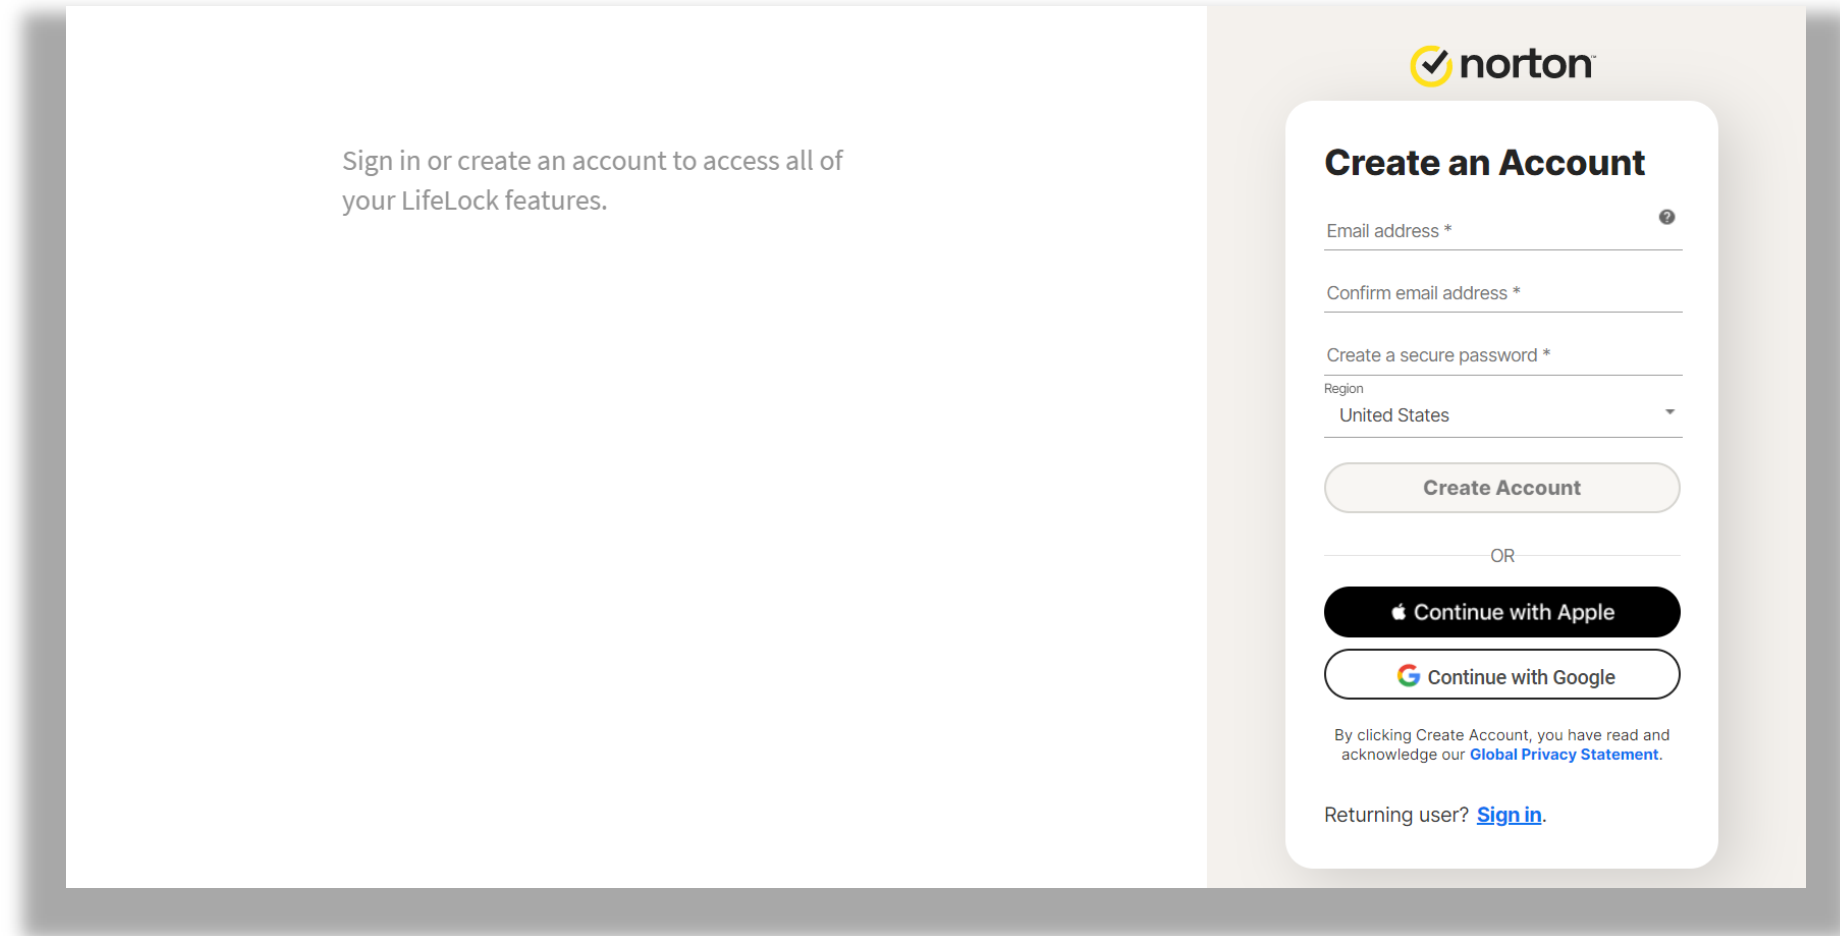 Sign in or create an account to access all of
your LifeLock features.
norton™
Create an Account
Email address *
Confirm email address *
Create a secure password *
Region
United States
Create Account
OR
Continue with Apple
Continue with Google
By clicking Create Account, you have read and
acknowledge our Global Privacy Statement.
Returning user? Sign in.